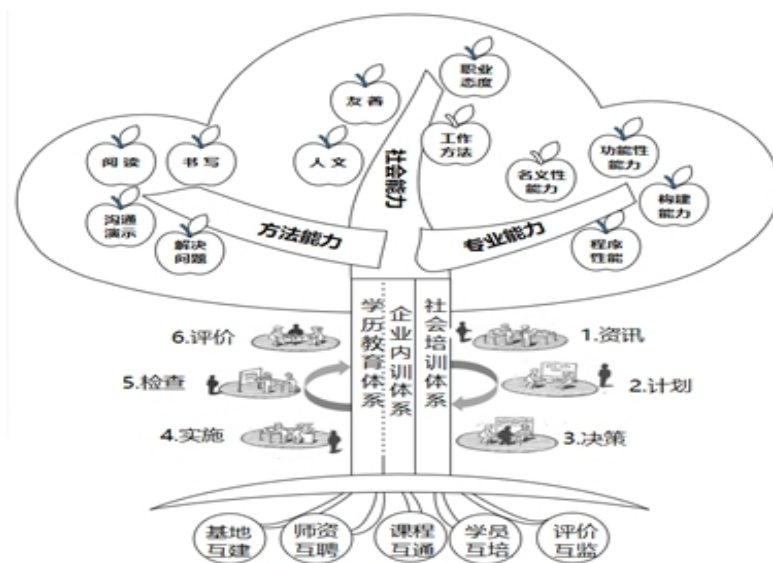 职业
态度
友 善
工作
方法
功能性
能力
阅 读
书 写
人 文
名义性
能力
构建
能力
沟通
演示
解决
问题
程序
性能
社会能力
方法能力
专业能力
学历教育体系
企业内训体系
社会培训体系
6.评价
1.资讯
5.检查
2.计划
4.实施
3.决策
基地
互建
师资
互聘
课程
互通
学员
互培
评价
互监